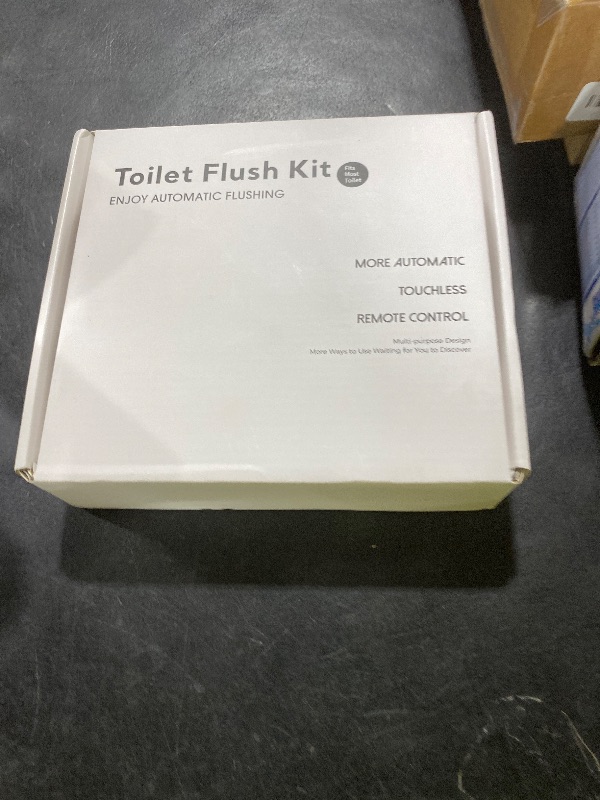 Toilet Flush Kit
Fits
Most
Toilet
ENJOY AUTOMATIC FLUSHING
MORE AUTOMATIC
TOUCHLESS
REMOTE CONTROL
Multi-purpose Design
More Ways to Use Waiting for You to Discover